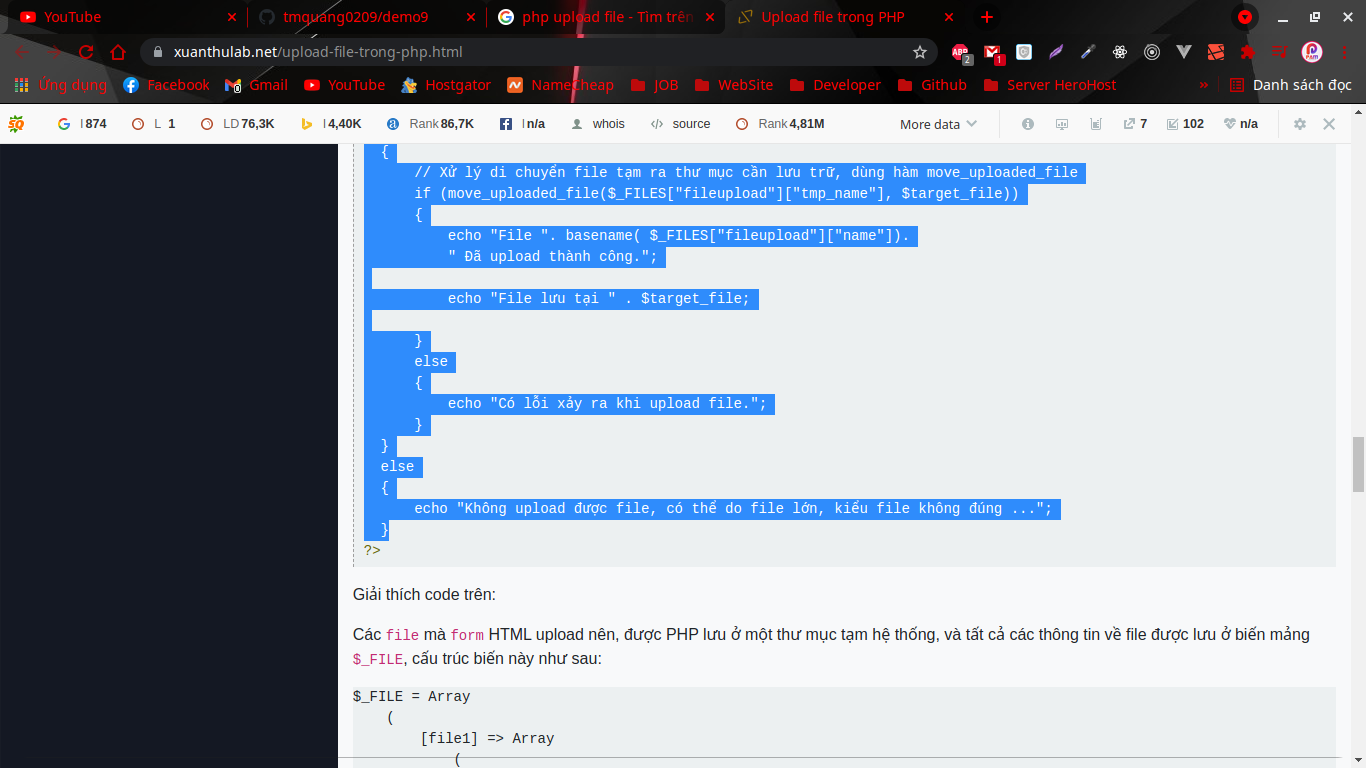 YouTube tmquang0209/demo9 php upload file - Tìm trên Upload file trong PHP
xuanthulab.net/upload-file-trong-php.html ABP 2 1
Ứng dụng Facebook Gmail YouTube Hostgator NameCheap JOB WebSite Developer Github Server HeroHost » Danh sách đọc
SQ I 874 L 1 LD 76,3K I 4,40K Rank 86,7K I n/a whois source Rank 4,81M More data 7 102 n/a
{
// Xử lý di chuyển file tạm ra thư mục cần lưu trữ, dùng hàm move_uploaded_file
if (move_uploaded_file($_FILES["fileupload"]["tmp_name"], $target_file))
{
echo "File ". basename( $_FILES["fileupload"]["name"]).
" Đã upload thành công.";
echo "File lưu tại " . $target_file;
}
else
{
echo "Có lỗi xảy ra khi upload file.";
}
}
else
{
echo "Không upload được file, có thể do file lớn, kiểu file không đúng ...";
}
?>
Giải thích code trên:
Các file mà form HTML upload nên, được PHP lưu ở một thư mục tạm hệ thống, và tất cả các thông tin về file được lưu ở biến mảng
$_FILE, cấu trúc biến này như sau:
$_FILE = Array
(
[file1] => Array
(